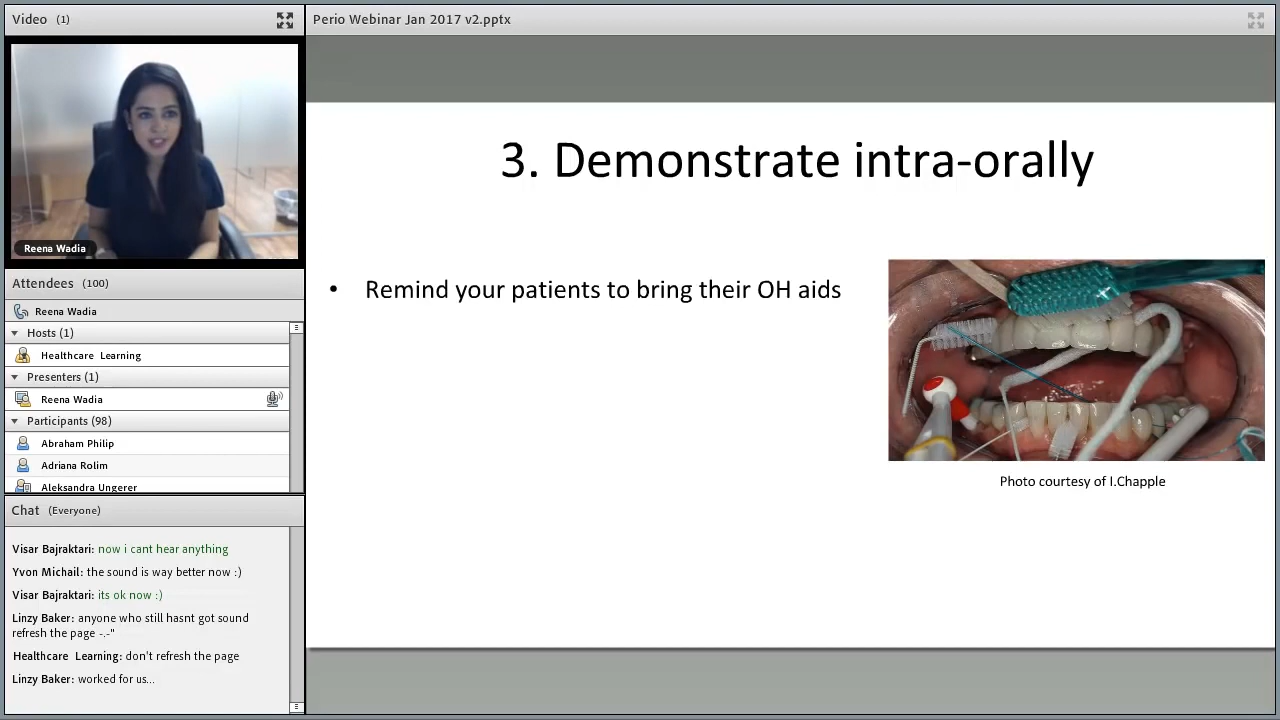 Video (1)
Perio Webinar Jan 2017 v2.pptx
Reena Wadia
Attendees (100)
Reena Wadia
Hosts (1)
Healthcare Learning
Presenters (1)
Reena Wadia
Participants (98)
Abraham Philip
Adriana Rolim
Aleksandra Ungerer
Chat (Everyone)
Visar Bajraktari: now i cant hear anything
Yvon Michail: the sound is way better now :)
Visar Bajraktari: its ok now :)
Linzy Baker: anyone who still hasnt got sound
refresh the page -.-"
Healthcare Learning: don't refresh the page
Linzy Baker: worked for us...
3. Demonstrate intra-orally
• Remind your patients to bring their OH aids
Photo courtesy of I.Chapple